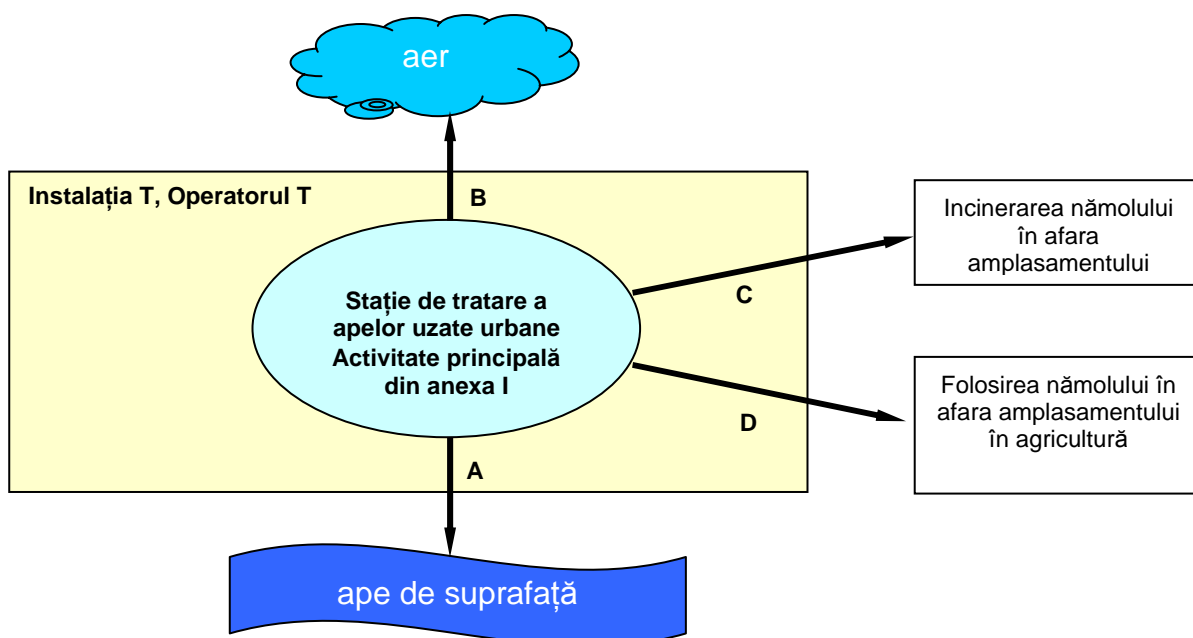 aer
Instalația T, Operatorul T
B
Incinerarea nămolului
în afara
amplasamentului
C
Stație de tratare a
apelor uzate urbane
Activitate principală
din anexa I
Folosirea nămolului în
afara amplasamentului
în agricultură
D
A
ape de suprafață